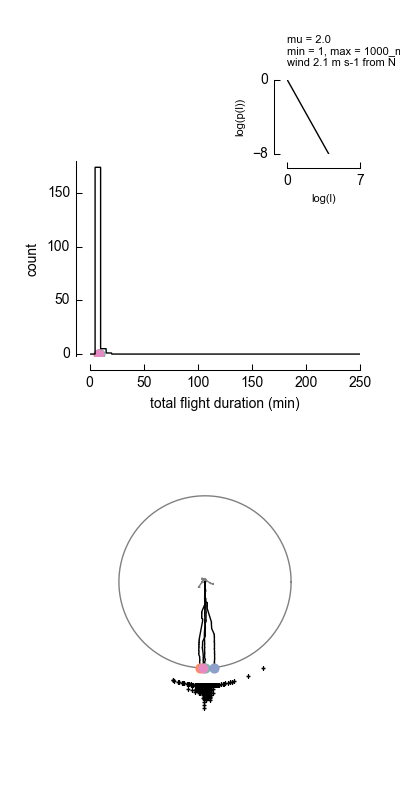 mu = 2.0
min = 1, max = 1000_m
wind 2.1 m s-1 from N
0
log(p(l))
−8
0
7
log(l)
150
100
50
0
count
0
50
100
150
200
250
total flight duration (min)